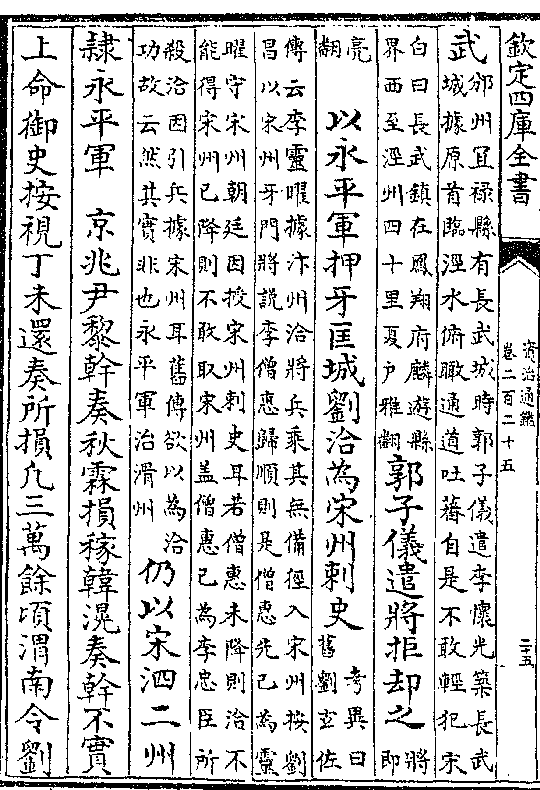 欽定四庫全書
資治通鑑
卷二百二十五
二十五
武
邠州冝禄縣有長武城時郭子儀遣李懷光築長武
城據原首臨涇水俯瞰通道吐蕃自是不敢輕犯宋
白曰長武鎮在鳳翔府麟遊縣
界西至涇州四十里夏户雅翻
郭子儀遣將拒却之
將
即
亮
翻
以永平軍押牙匡城劉洽為宋州刺史
考異曰
舊劉玄佐
傳云李靈曜據汴州洽將兵乘其無備徑入宋州按劉
昌以宋州牙門將説李僧惠歸順則是僧惠先已為靈
曜守宋州朝廷因授宋州刺史耳若僧惠未降則洽不
能得宋州已降則不敢取宋州盖僧惠已為李忠臣所
殺洽因引兵據宋州耳舊傳欲以為洽
功故云然其實非也永平軍治滑州
仍以宋泗二州
隸永平軍　京兆尹黎幹奏秋霖損稼韓滉奏幹不實
上命御史按視丁未還奏所損凡三萬餘頃渭南令劉